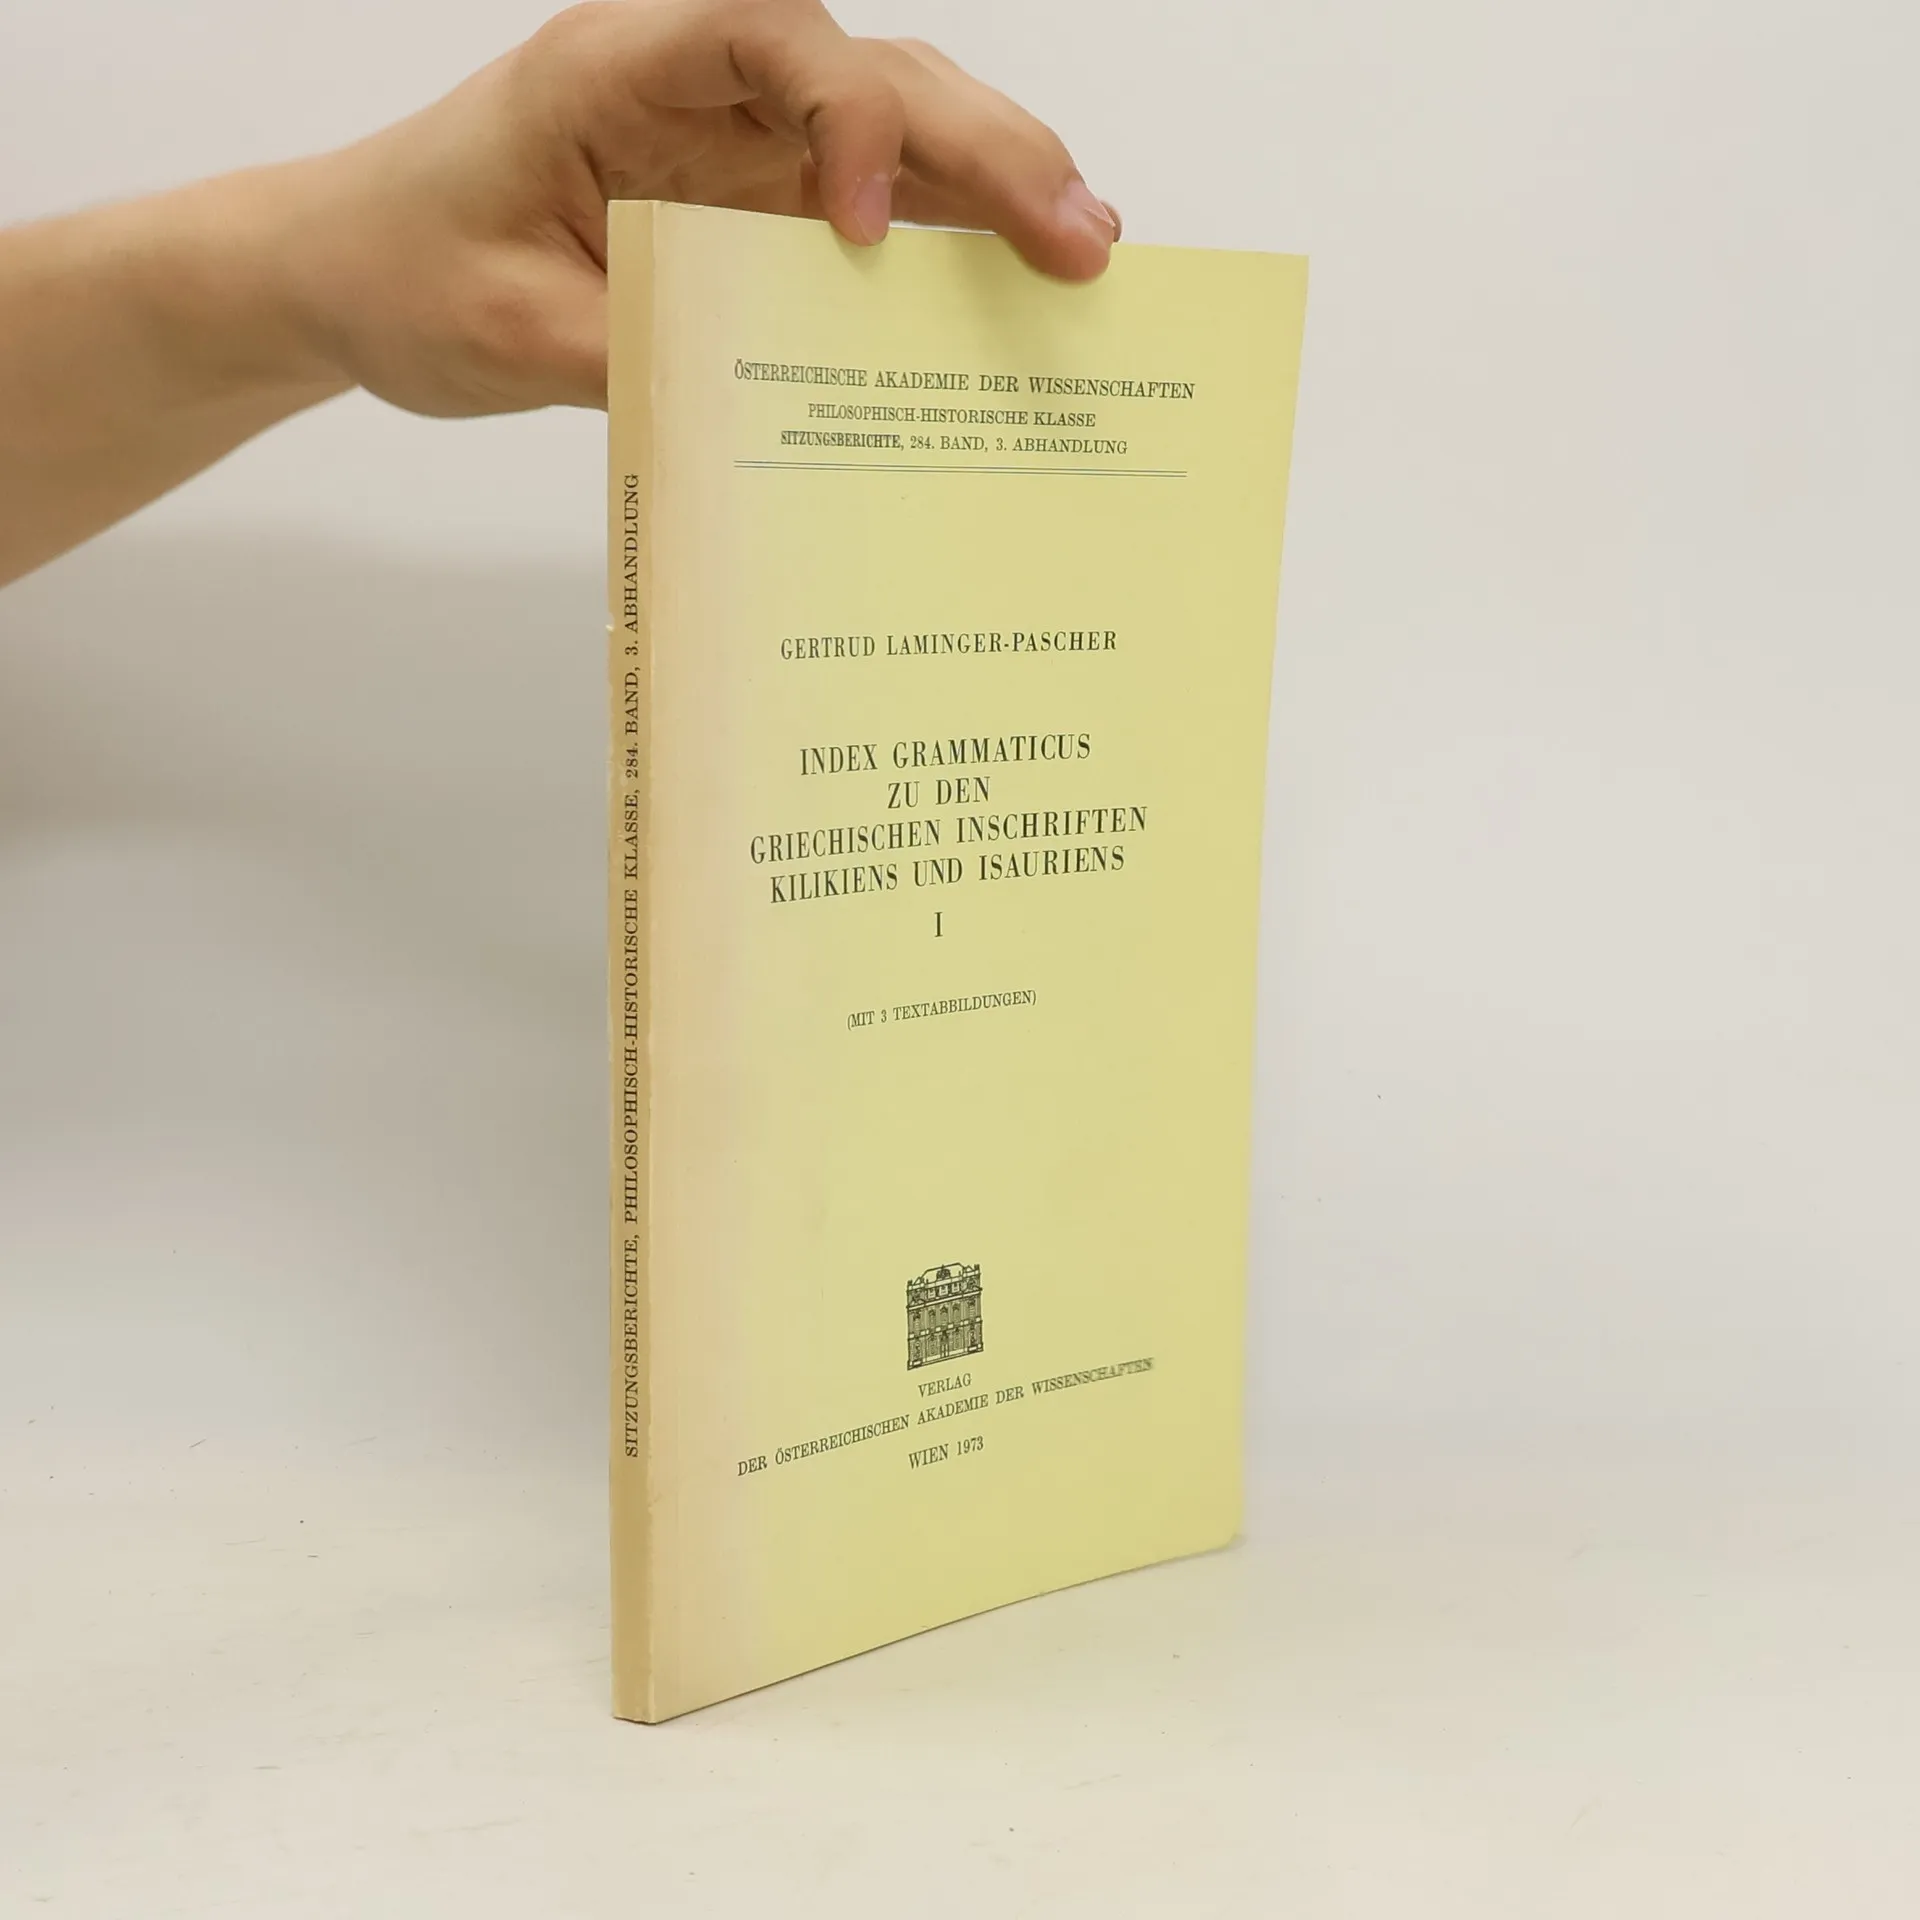 ÖSTERREICHISCHE AKADEMIE DER WISSENSCHAFTEN
PHILOSOPHISCH-HISTORISCHE KLASSE
SITZUNGSBERICHTE, 284. BAND, 3. ABHANDLUNG
GERTRUD LAMINGER-PASCHER
INDEX GRAMMATICUS
ZU DEN
GRIECHISCHEN INSCHRIFTEN
KILIKIENS UND ISAURIENS
I
(MIT 3 TEXTABBILDUNGEN)
VERLAG
DER ÖSTERREICHISCHEN AKADEMIE DER WISSENSCHAFTEN
WIEN 1973
SITZUNGSBERICHTE, PHILOSOPHISCH-HISTORISCHE KLASSE, 284. BAND, 3. ABHANDLUNG